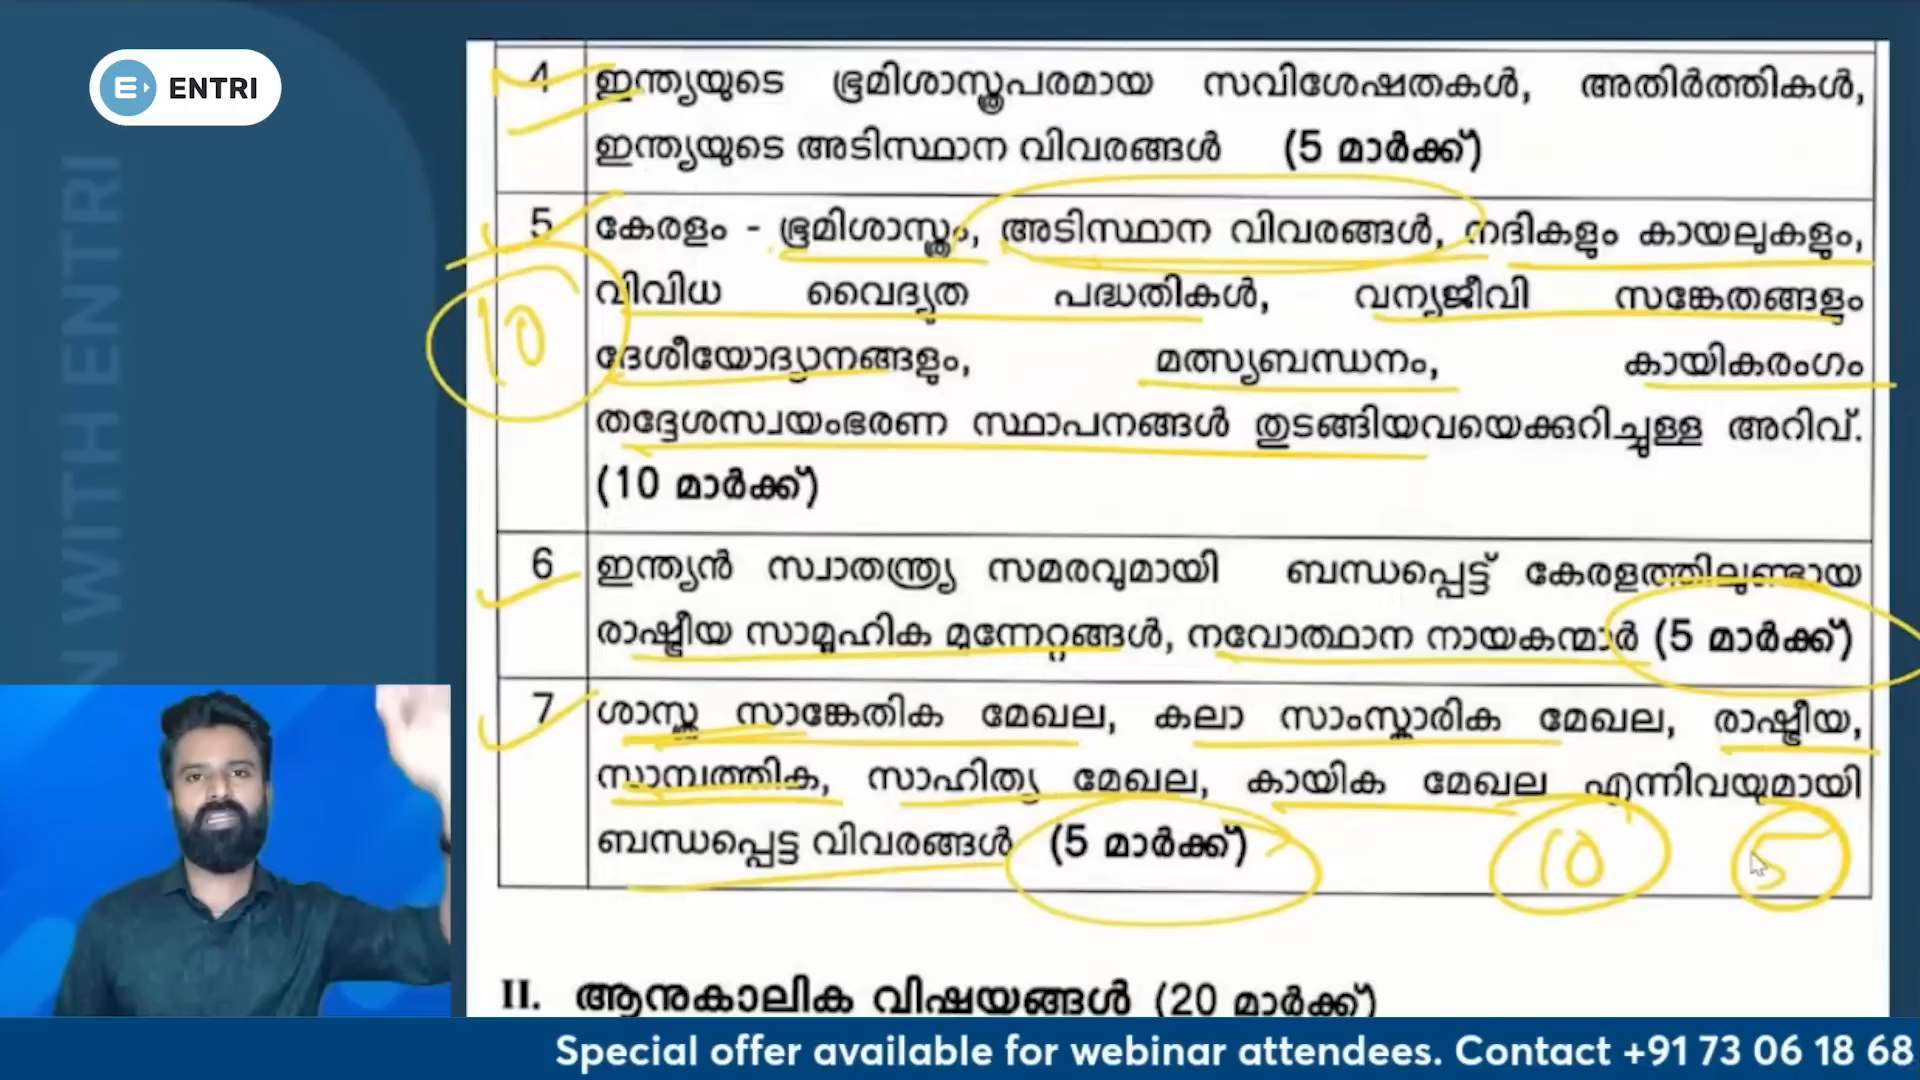 ENTRI
N WITH ENTRI
4 ഇന്ത്യയുടെ ഭൂമിശാസ്ത്രപരമായ സവിശേഷതകൾ, അതിർത്തികൾ,
ഇന്ത്യയുടെ അടിസ്ഥാന വിവരങ്ങൾ (5 മാർക്ക്)
5 കേരളം - ഭൂമിശാസ്ത്രം, അടിസ്ഥാന വിവരങ്ങൾ, നദികളും കായലുകളും,
വിവിധ വൈദ്യുത പദ്ധതികൾ, വന്യജീവി സങ്കേതങ്ങളും
10
ദേശീയോദ്യാനങ്ങളും, മത്സ്യബന്ധനം, കായികരംഗം
തദ്ദേശസ്വയംഭരണ സ്ഥാപനങ്ങൾ തുടങ്ങിയവയെക്കുറിച്ചുള്ള അറിവ്.
(10 മാർക്ക്)
6 ഇന്ത്യൻ സ്വാതന്ത്ര്യ സമരവുമായി ബന്ധപ്പെട്ട് കേരളത്തിലുണ്ടായ
രാഷ്ട്രീയ സാമൂഹിക മുന്നേറ്റങ്ങൾ, നവോത്ഥാന നായകന്മാർ (5 മാർക്ക്)
7 ശാസ്ത്ര സാങ്കേതിക മേഖല, കലാ സാംസ്കാരിക മേഖല, രാഷ്ട്രീയ,
സാമ്പത്തിക, സാഹിത്യ മേഖല, കായിക മേഖല എന്നിവയുമായി
ബന്ധപ്പെട്ട വിവരങ്ങൾ (5 മാർക്ക്) 10 5
II. ആനുകാലിക വിഷയങ്ങൾ (20 മാർക്ക്)
Special offer available for webinar attendees. Contact +91 73 06 18 68